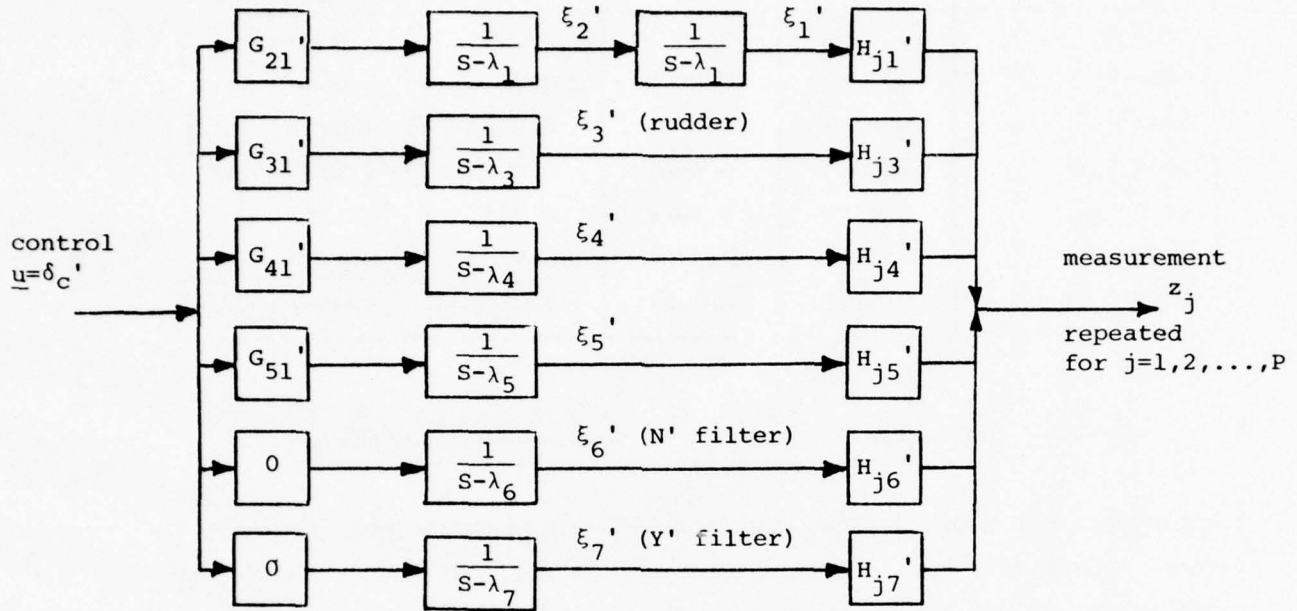 G21' 1/(S-λ1) ξ2' 1/(S-λ1) ξ1' Hj1'
G31' 1/(S-λ3) ξ3' (rudder) Hj3'
control
u=δc'
G41' 1/(S-λ4) ξ4' Hj4'
measurement
zj
repeated
for j=1,2,...,P
G51' 1/(S-λ5) ξ5' Hj5'
0 1/(S-λ6) ξ6' (N' filter) Hj6'
0 1/(S-λ7) ξ7' (Y' filter) Hj7'